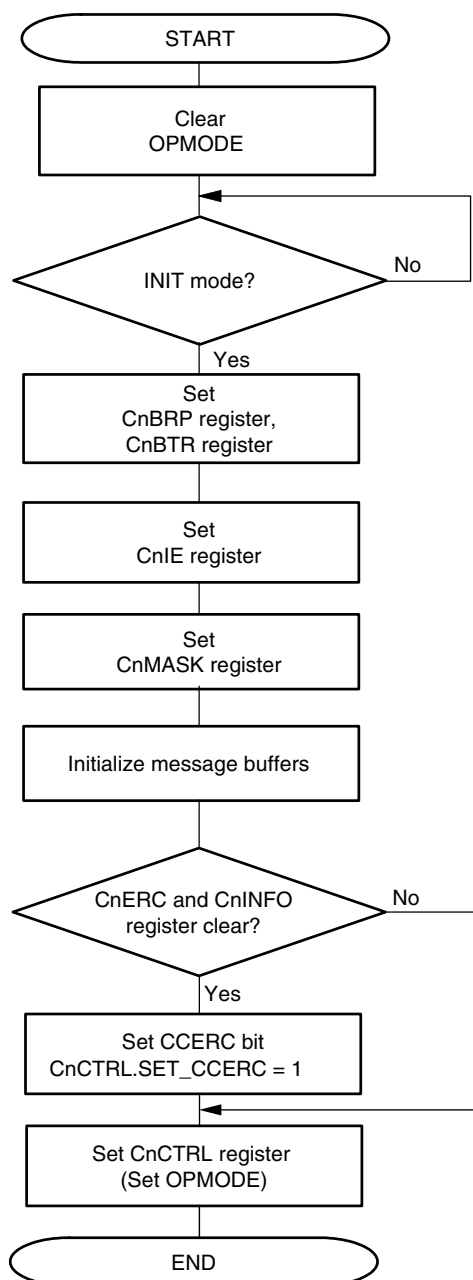 START
Clear
OPMODE
INIT mode?
No
Yes
Set
CnBRP register,
CnBTR register
Set
CnIE register
Set
CnMASK register
Initialize message buffers
CnERC and CnINFO
register clear?
No
Yes
Set CCERC bit
CnCTRL.SET_CCERC = 1
Set CnCTRL register
(Set OPMODE)
END